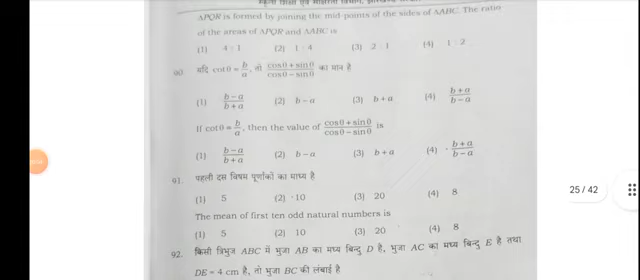 ΔPQR is formed by joining the mid-points of the sides of ΔABC. The ratio
of the areas of ΔPQR and ΔABC is
(1) 4 : 1 (2) 1 : 4 (3) 2 : 1 (4) 1 : 2
90. यदि cotθ = b/a, तो (cosθ + sinθ)/(cosθ − sinθ) का मान है
(1) (b − a)/(b + a) (2) b − a (3) b + a (4) (b + a)/(b − a)
If cotθ = b/a, then the value of (cosθ + sinθ)/(cosθ − sinθ) is
(1) (b − a)/(b + a) (2) b − a (3) b + a (4) (b + a)/(b − a)
91. पहली दस विषम पूर्णांकों का माध्य है
(1) 5 (2) 10 (3) 20 (4) 8
The mean of first ten odd natural numbers is
(1) 5 (2) 10 (3) 20 (4) 8
92. किसी त्रिभुज ABC में भुजा AB का मध्य बिन्दु D है, भुजा AC का मध्य बिन्दु E है तथा
DE = 4 cm है, तो भुजा BC की लंबाई है
25 / 42